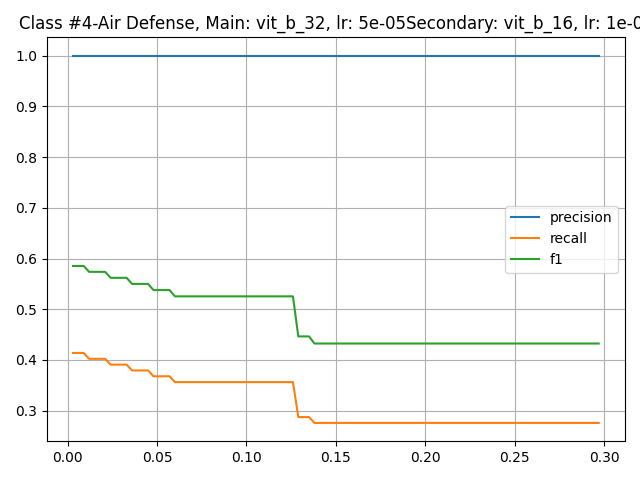 Class #4-Air Defense, Main: vit_b_32, lr: 5e-05Secondary: vit_b_16, lr: 1e-0
1.0
0.9
0.8
0.7
0.6
0.5
0.4
0.3
precision
recall
f1
0.00 0.05 0.10 0.15 0.20 0.25 0.30